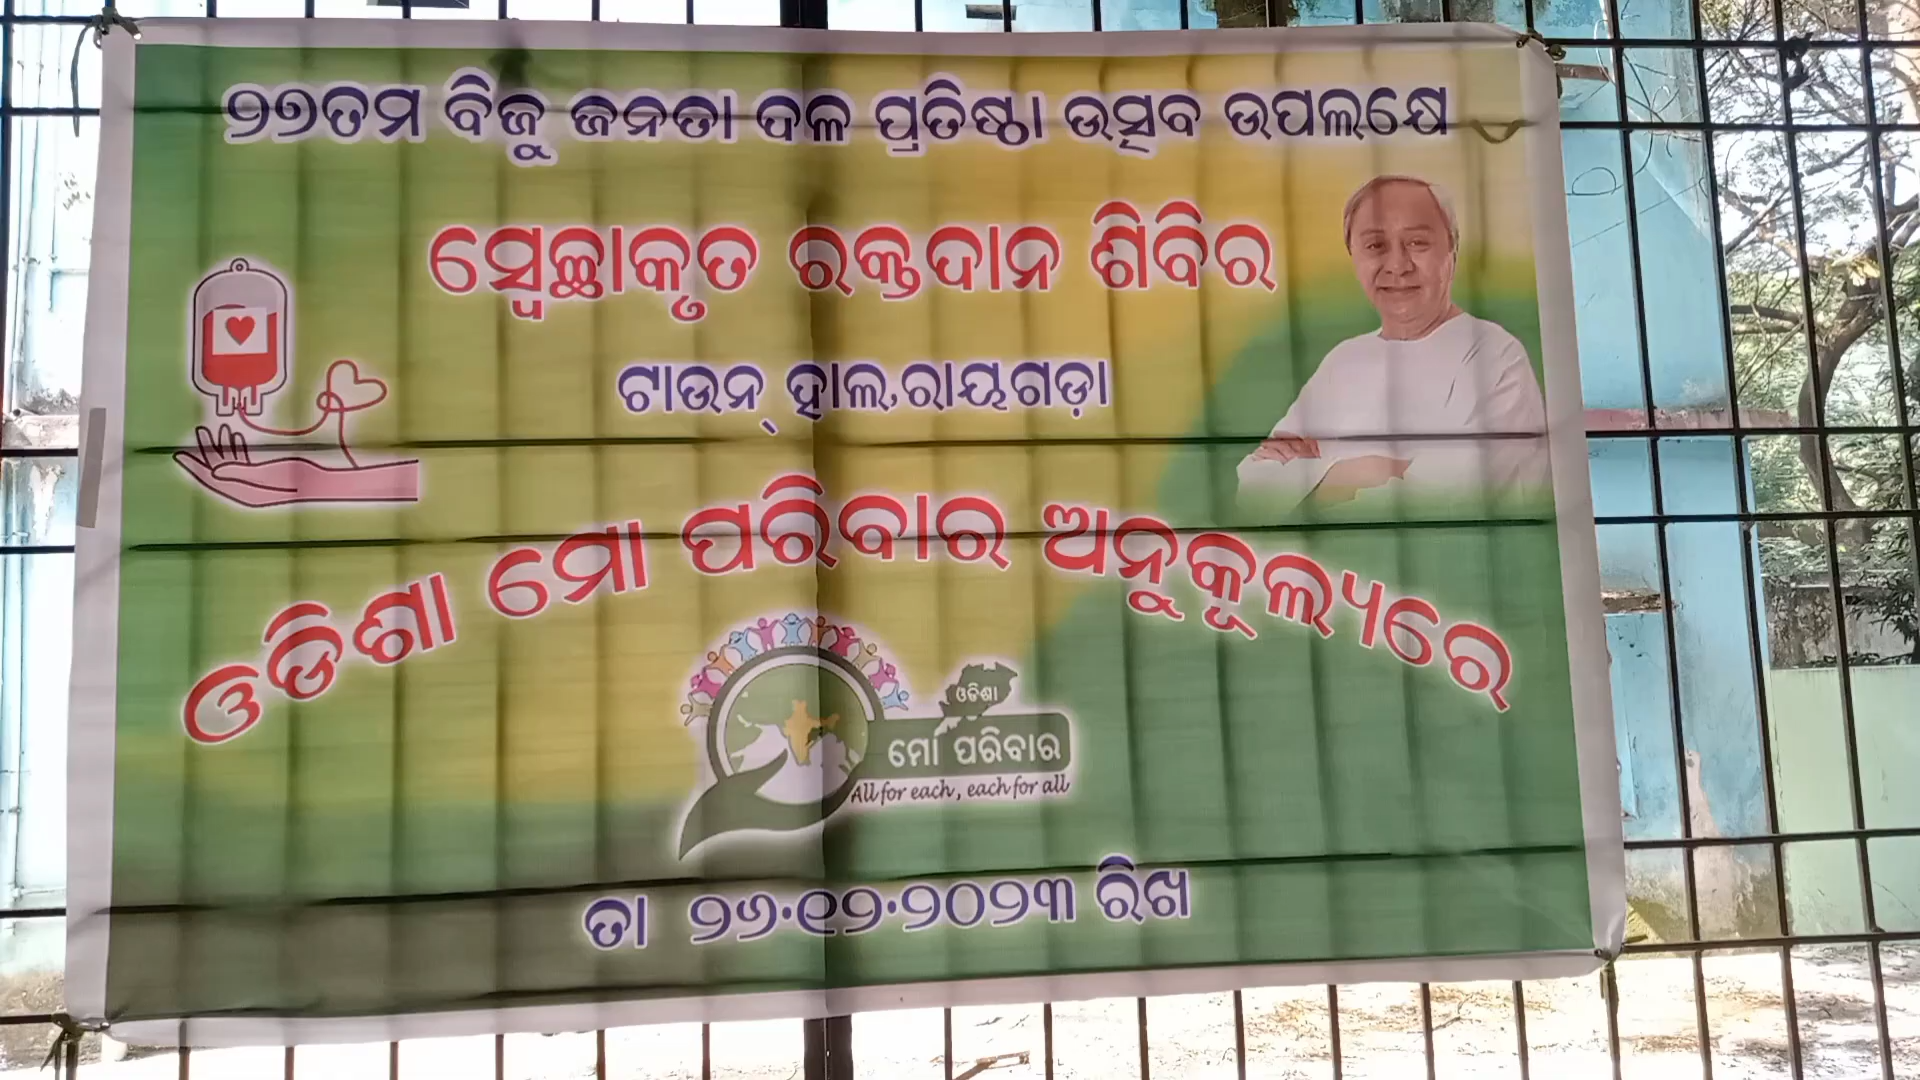 ୨୭ତମ ବିଜୁ ଜନତା ଦଳ ପ୍ରତିଷ୍ଠା ଉତ୍ସବ ଉପଲକ୍ଷେ
ସ୍ୱେଚ୍ଛାକୃତ ରକ୍ତଦାନ ଶିବିର
ଟାଉନ୍ ହାଲ,ରାୟଗଡ଼ା
ଓଡିଶା ମୋ ପରିବାର ଅନୁକୂଲ୍ୟରେ
ଓଡିଶା
ମୋ ପରିବାର
All for each, each for all
ତା ୨୬.୧୨.୨୦୨୩ ରିଖ